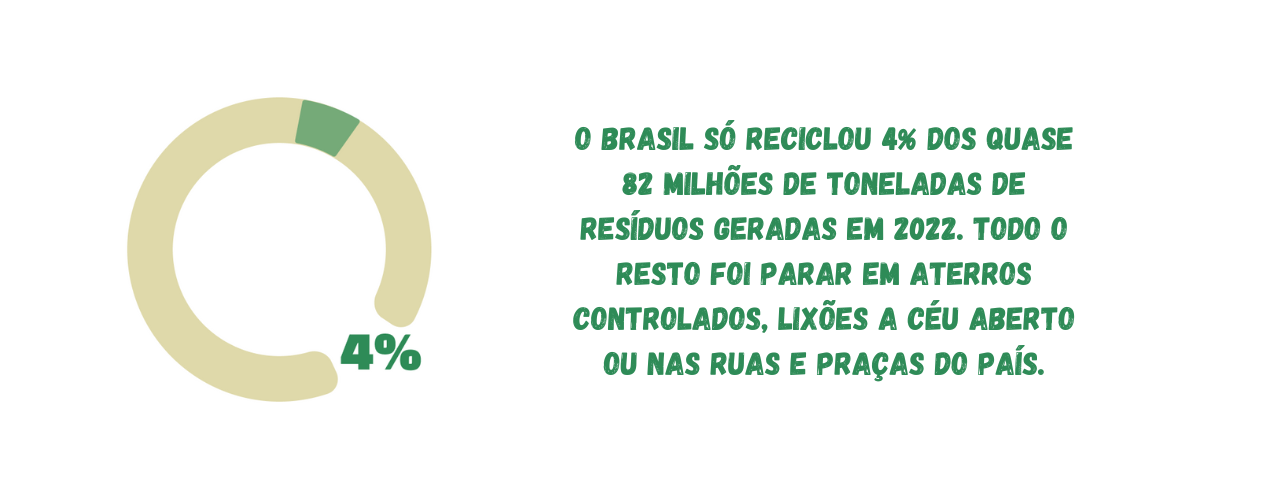 4%
O BRASIL SÓ RECICLOU 4% DOS QUASE
82 MILHÕES DE TONELADAS DE
RESÍDUOS GERADAS EM 2022. TODO O
RESTO FOI PARAR EM ATERROS
CONTROLADOS, LIXÕES A CÉU ABERTO
OU NAS RUAS E PRAÇAS DO PAÍS.